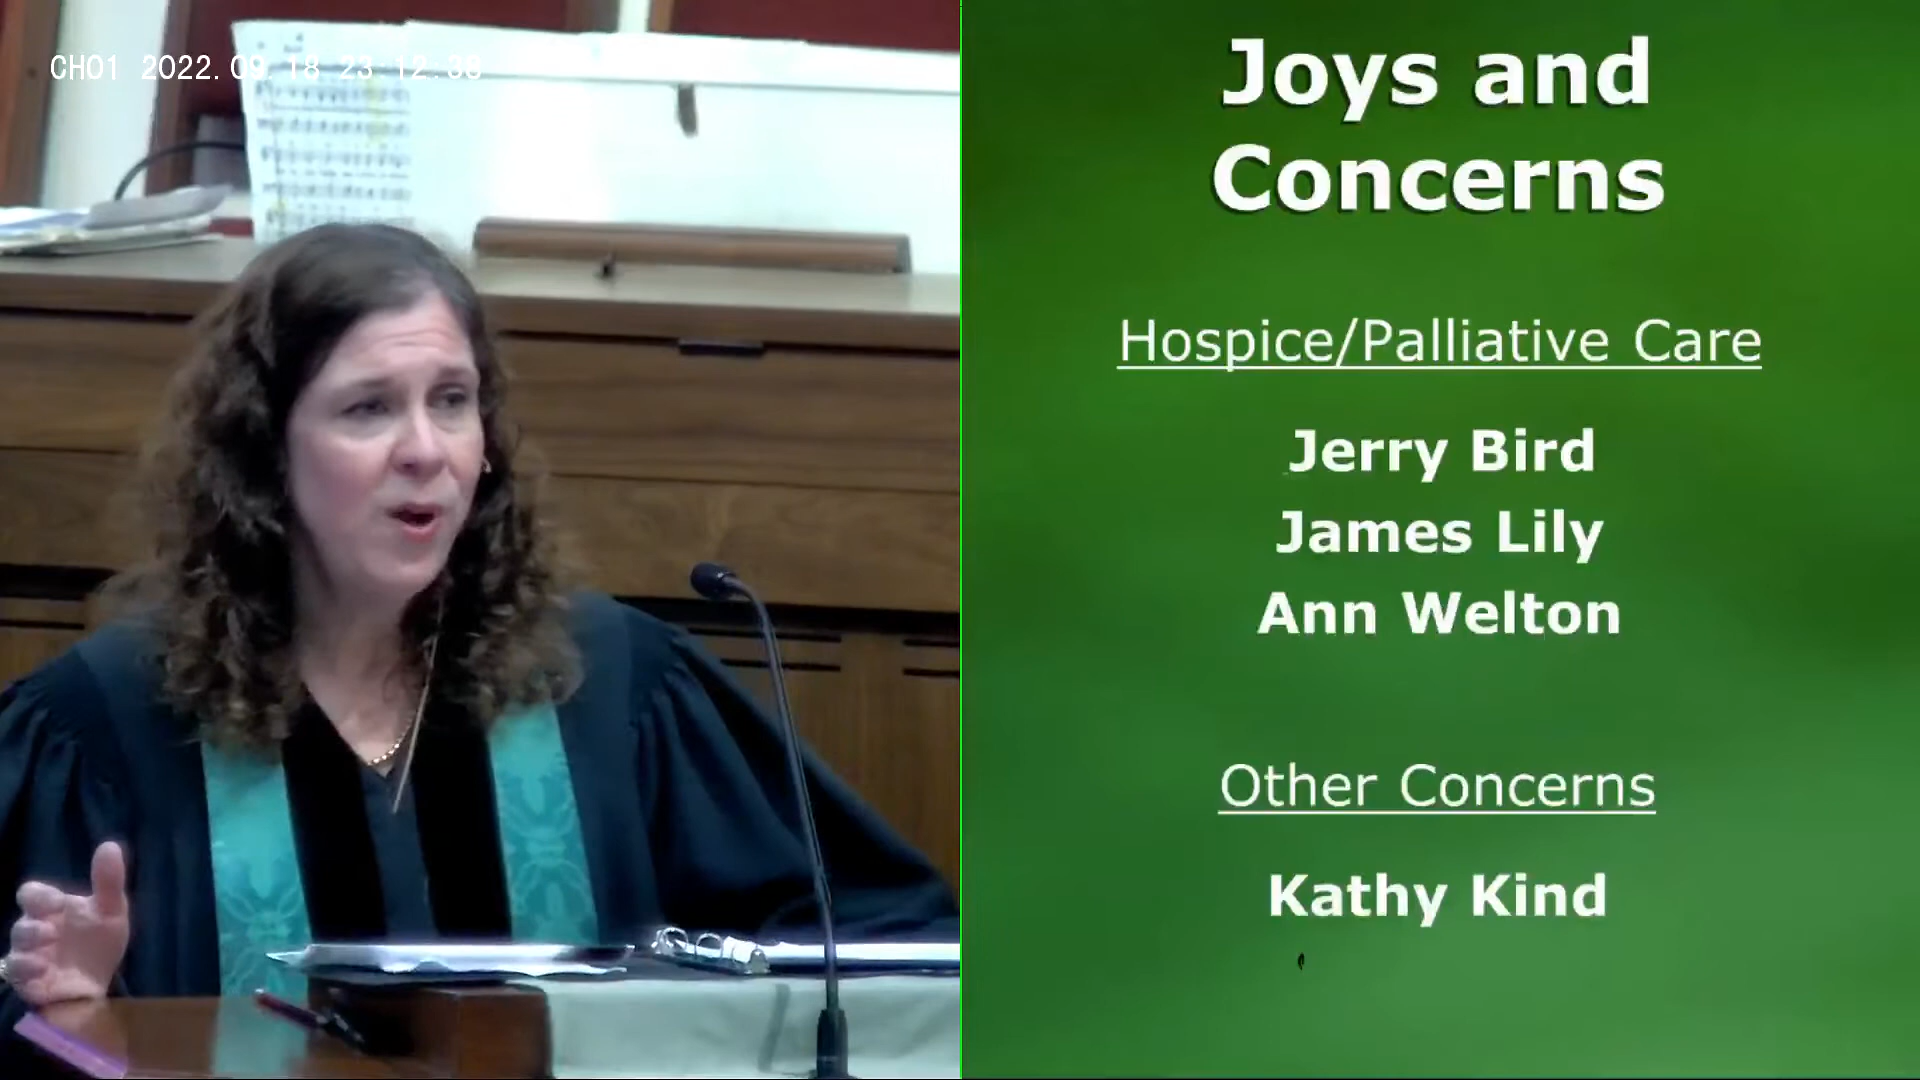 CH01 2022.09.18 23:12:38
Joys and
Concerns
Hospice/Palliative Care
Jerry Bird
James Lily
Ann Welton
Other Concerns
Kathy Kind